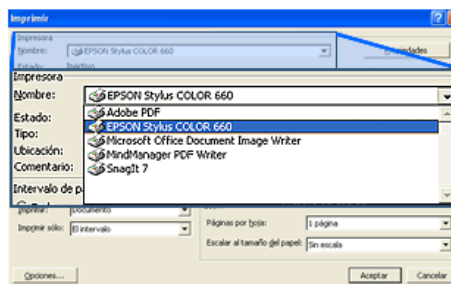 Imprimir
Impresora
Nombre: EPSON Stylus COLOR 660
Estado: Inactivo
Impresora
Nombre: EPSON Stylus COLOR 660
Estado: Adobe PDF
Tipo: EPSON Stylus COLOR 660
Ubicación: Microsoft Office Document Image Writer
Comentario: MindManager PDF Writer
SnagIt 7
Intervalo de p
Imprimir: Documento
Páginas por hoja: 1 página
Imprimir sólo: El intervalo
Escalar al tamaño del papel: Sin escala
Opciones... Aceptar Cancelar